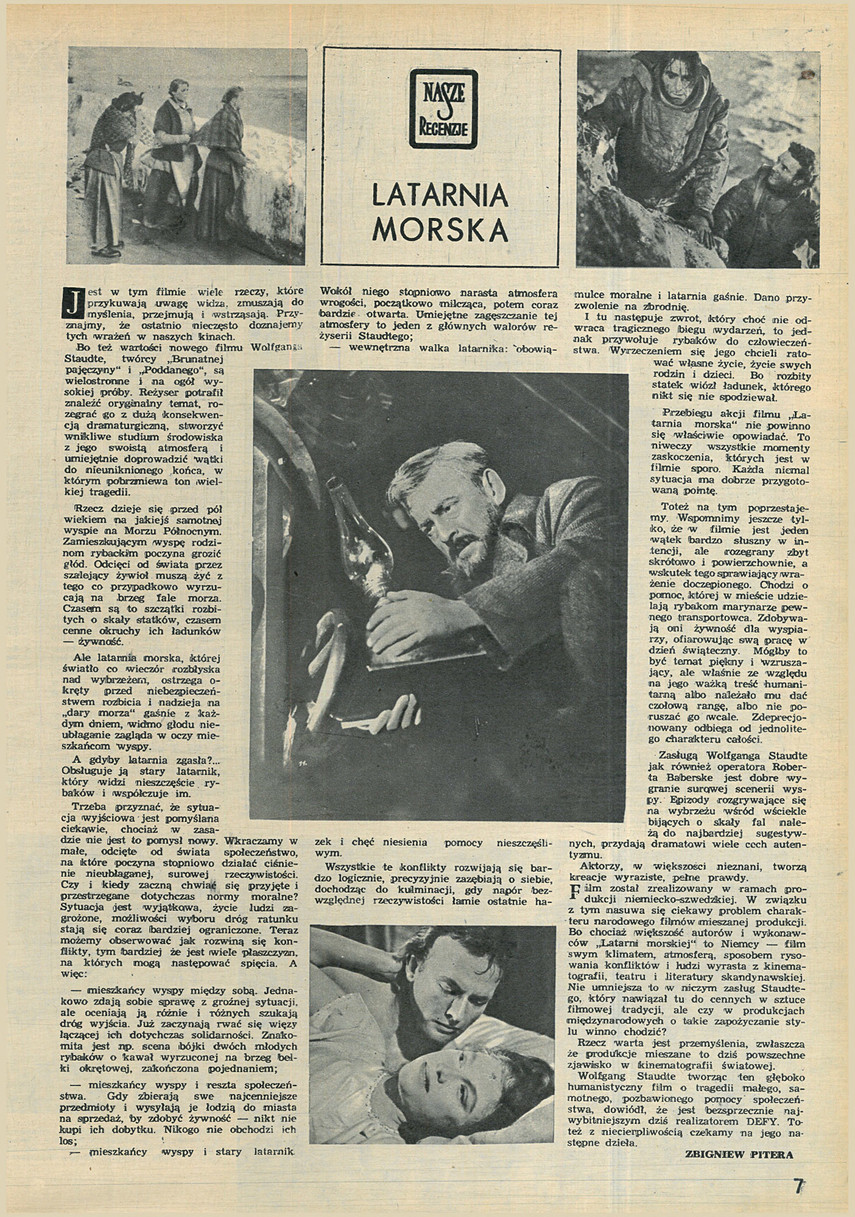 NASZE
RECENZJE
LATARNIA
MORSKA
Jest w tym filmie wiele rzeczy, które
przykuwają uwagę widza, zmuszają do
myślenia, przejmują i wstrząsają. Przy-
znajmy, że ostatnio nieczęsto doznajemy
tych wrażeń w naszych kinach.
Bo też wartości nowego filmu Wolfganga
Staudte, twórcy „Brunatnej
pajęczyny" i „Poddanego", są
wielostronne i na ogół wy-
sokiej próby. Reżyser potrafił
znaleźć oryginalny temat, ro-
zegrać go z dużą konsekwen-
cją dramaturgiczną, stworzyć
wnikliwe studium środowiska
z jego swoistą atmosferą i
umiejętnie doprowadzić wątki
do nieuniknionego końca, w
którym pobrzmiewa ton wiel-
kiej tragedii.
Rzecz dzieje się przed pół
wiekiem na jakiejś samotnej
wyspie na Morzu Północnym.
Zamieszkującym wyspę rodzi-
nom rybackim poczyna grozić
głód. Odcięci od świata przez
szalejący żywioł muszą żyć z
tego co przypadkowo wyrzu-
cają na brzeg fale morza.
Czasem są to szczątki rozbi-
tych o skały statków, czasem
cenne okruchy ich ładunków
— żywność.
Ale latarnia morska, której
światło co wieczór rozbłyska
nad wybrzeżem, ostrzega o-
kręty przed niebezpieczeń-
stwem rozbicia i nadzieja na
„dary morza" gaśnie z każ-
dym dniem, widmo głodu nie-
ubłaganie zagląda w oczy mie-
szkańcom wyspy.
A gdyby latarnia zgasła?...
Obsługuje ją stary latarnik,
który widzi nieszczęście ry-
baków i współczuje im.
Trzeba przyznać, że sytua-
cja wyjściowa jest pomyślana
ciekawie, chociaż w zasa-
dzie nie jest to pomysł nowy. Wkraczamy w
małe, odcięte od świata społeczeństwo,
na które poczyna stopniowo działać ciśnie-
nie nieubłaganej, surowej rzeczywistości.
Czy i kiedy zaczną chwiać się przyjęte i
przestrzegane dotychczas normy moralne?
Sytuacja jest wyjątkowa, życie ludzi za-
grożone, możliwości wyboru dróg ratunku
stają się coraz bardziej ograniczone. Teraz
możemy obserwować jak rozwiną się kon-
flikty, tym bardziej że jest wiele płaszczyzn,
na których mogą następować spięcia. A
więc:
— mieszkańcy wyspy między sobą. Jedna-
kowo zdają sobie sprawę z groźnej sytuacji,
ale oceniają ją różnie i różnych szukają
dróg wyjścia. Już zaczynają rwać się więzy
łączącej ich dotychczas solidarności. Znako-
mita jest np. scena bójki dwóch młodych
rybaków o kawał wyrzuconej na brzeg bel-
ki okrętowej, zakończona pojednaniem;
— mieszkańcy wyspy i reszta społeczeń-
stwa. Gdy zbierają swe najcenniejsze
przedmioty i wysyłają je łodzią do miasta
na sprzedaż, by zdobyć żywność — nikt nie
kupi ich dobytku. Nikogo nie obchodzi ich
los;
— mieszkańcy wyspy i stary latarnik.
Wokół niego stopniowo narasta atmosfera
wrogości, początkowo milcząca, potem coraz
bardziej otwarta. Umiejętne zagęszczanie tej
atmosfery to jeden z głównych walorów re-
żyserii Staudtego;
— wewnętrzna walka latarnika: obowią-
zek i chęć niesienia pomocy nieszczęśli-
wym.
Wszystkie te konflikty rozwijają się bar-
dzo logicznie, precyzyjnie zazębiają o siebie,
dochodząc do kulminacji, gdy napór bez-
względnej rzeczywistości łamie ostatnie ha-
mulce moralne i latarnia gaśnie. Dano przy-
zwolenie na zbrodnię.
I tu następuje zwrot, który choć nie od-
wraca tragicznego biegu wydarzeń, to jed-
nak przywołuje rybaków do człowieczeń-
stwa. Wyrzeczeniem się jego chcieli rato-
wać własne życie, życie swych
rodzin i dzieci. Bo rozbity
statek wiózł ładunek, którego
nikt się nie spodziewał.
Przebiegu akcji filmu „La-
tarnia morska" nie powinno
się właściwie opowiadać. To
niweczy wszystkie momenty
zaskoczenia, których jest w
filmie sporo. Każda niemal
sytuacja ma dobrze przygoto-
waną pointę.
Toteż na tym poprzestaje-
my. Wspomnimy jeszcze tyl-
ko, że w filmie jest jeden
wątek bardzo słuszny w in-
tencji, ale rozegrany zbyt
skrótowo i powierzchownie, a
wskutek tego sprawiający wra-
żenie doczepionego. Chodzi o
pomoc, której w mieście udzie-
lają rybakom marynarze pew-
nego transportowca. Zdobywa-
ją oni żywność dla wyspia-
rzy, ofiarowując swą pracę w
dzień świąteczny. Mógłby to
być temat piękny i wzrusza-
jący, ale właśnie ze względu
na jego ważką treść humani-
tarną albo należało mu dać
czołową rangę, albo nie po-
ruszać go wcale. Zdeprecjo-
nowany odbiega od jednolite-
go charakteru całości.
Zasługą Wolfganga Staudte
jak również operatora Rober-
ta Baberske jest dobre wy-
granie surowej scenerii wys-
py. Epizody rozgrywające się
na wybrzeżu wśród wściekle
bijących o skały fal nale-
żą do najbardziej sugestyw-
nych, przydają dramatowi wiele cech auten-
tyzmu.
Aktorzy, w większości nieznani, tworzą
kreacje wyraziste, pełne prawdy.
Film został zrealizowany w ramach pro-
dukcji niemiecko-szwedzkiej. W związku
z tym nasuwa się ciekawy problem charak-
teru narodowego filmów mieszanej produkcji.
Bo chociaż większość autorów i wykonaw-
ców „Latarni morskiej" to Niemcy — film
swym klimatem, atmosferą, sposobem ryso-
wania konfliktów i ludzi wyrasta z kinema-
tografii, teatru i literatury skandynawskiej.
Nie umniejsza to w niczym zasług Staudte-
go, który nawiązał tu do cennych w sztuce
filmowej tradycji, ale czy w produkcjach
międzynarodowych o takie zapożyczanie sty-
lu winno chodzić?
Rzecz warta jest przemyślenia, zwłaszcza
że produkcje mieszane to dziś powszechne
zjawisko w kinematografii światowej.
Wolfgang Staudte tworząc ten głęboko
humanistyczny film o tragedii małego, sa-
motnego, pozbawionego pomocy społeczeń-
stwa, dowiódł, że jest bezsprzecznie naj-
wybitniejszym dziś realizatorem DEFY. To-
też z niecierpliwością czekamy na jego na-
stępne dzieła.
ZBIGNIEW PITERA
7